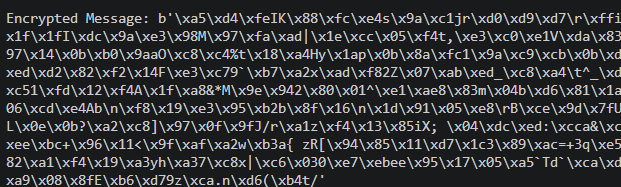 Encrypted Message: b'\xa5\xd4\xfeIK\x88\xfc\xe4s\x9a\xc1jr\xd0\xd9\xd7\r\xffi
x1f\x1fI\xdc\x9a\xe3\x98M\x97\xfa\xad|\x1e\xcc\x05\xf4t,\xe3\xc0\xe1V\xda\x83
97\x14\x0b\xb0\x9aaO\xc8\xc4%t\x18\xa4Hy\x1ap\x0b\x8a\xfc1\x9a\xc9\xcb\x0b\xd
xed\xd2\x82\xf2\x14F\xe3\xc79`\xb7\xa2x\xad\xf82Z\x07\xab\xed_\xc8\xa4\t^_\xd
xc51\xfd\x12\xf4A\x1f\xa8&*M\x9e\x942\x80\x01^\xe1\xae8\x83m\x04b\xd6\x81\x1a
06\xcd\xe4Ab\n\xf8\x19\xe3\x95\xb2b\x8f\x16\n\x1d\x91\x05\xe8\rB\xce\x9d\x7fU
L\x0e\x0b?\xa2\xc8]\x97\x0f\x9fJ/r\xa1z\xf4\x13\x85iX; \x04\xdc\xed:\xcca&\xc
xee\xbc+\x96\x11<\x9f\xaf\xa2w\xb3a{ zR[\x94\x85\x11\xd7\x1c3\x89\xac=+3q\xe5
82\xa1\xf4\x19\xa3yh\xa37\xc8x|\xc6\x030\xe7\xebee\x95\x17\x05\xa5`Td`\xca\xd
xa9\x08\x8fE\xb6\xd79z\xca.n\xd6(\xb4t/'